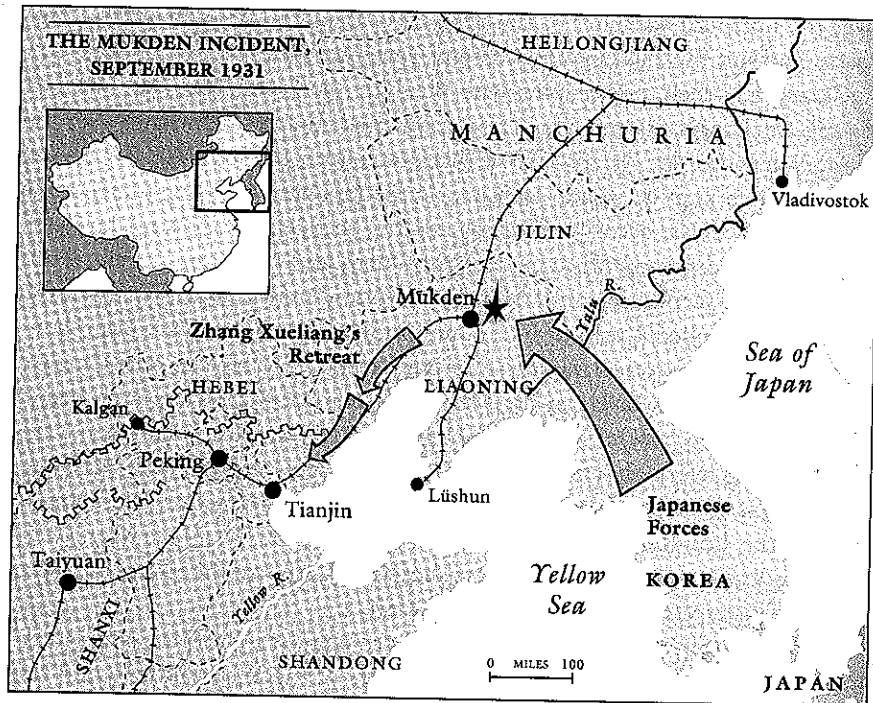 THE MUKDEN INCIDENT,
SEPTEMBER 1931
HEILONGJIANG
MANCHURIA
Vladivostok
JILIN
Mukden
Yalu R.
Zhang Xueliang's
Retreat
Sea of
Japan
HEBEI
LIAONING
Kalgan
Peking
Tianjin
Lüshun
Japanese
Forces
Taiyuan
Yellow R.
Yellow
Sea
KOREA
SHANXI
SHANDONG
0 MILES 100
JAPAN